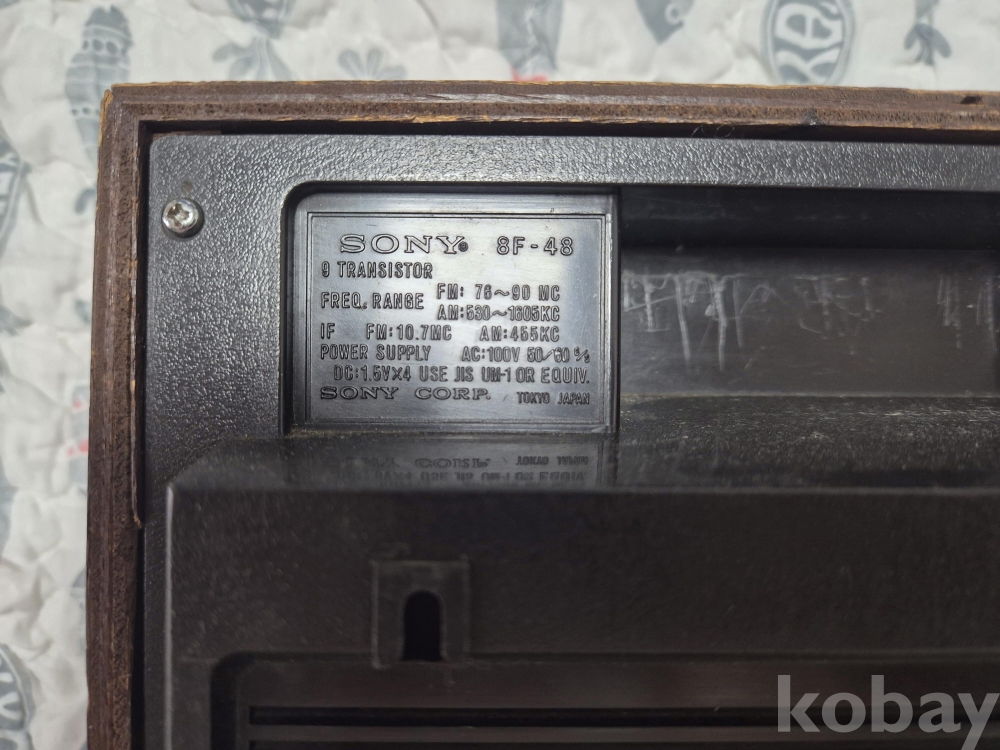 SONY® 8F-48
9 TRANSISTOR
FREQ. RANGE FM: 76~90 MC
AM:530~1605KC
IF FM:10.7MC AM:455KC
POWER SUPPLY AC:100V 50/60 %
DC:1.5V×4 USE JIS UM-1 OR EQUIV.
SONY CORP. TOKYO JAPAN
kobay